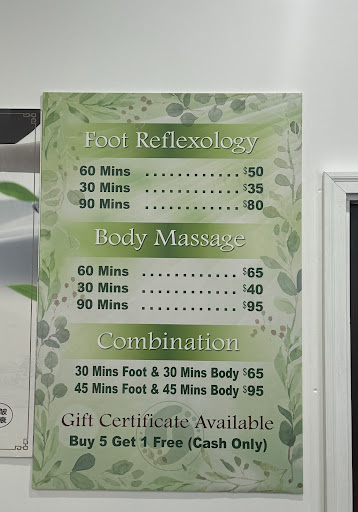 Foot Reflexology
60 Mins ............ $50
30 Mins ............ $35
90 Mins ............ $80
Body Massage
60 Mins ............ $65
30 Mins ............ $40
90 Mins ............ $95
Combination
30 Mins Foot & 30 Mins Body $65
45 Mins Foot & 45 Mins Body $95
Gift Certificate Available
Buy 5 Get 1 Free (Cash Only)